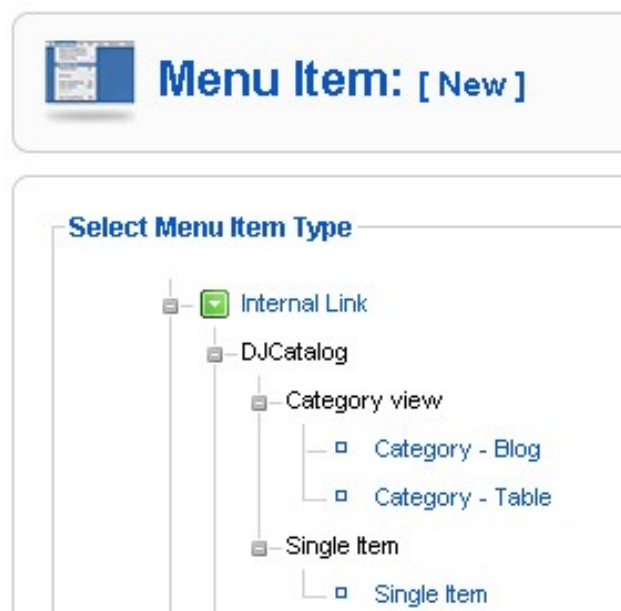 Menu Item: [ New ]
Select Menu Item Type
Internal Link
DJCatalog
Category view
Category - Blog
Category - Table
Single Item
Single Item